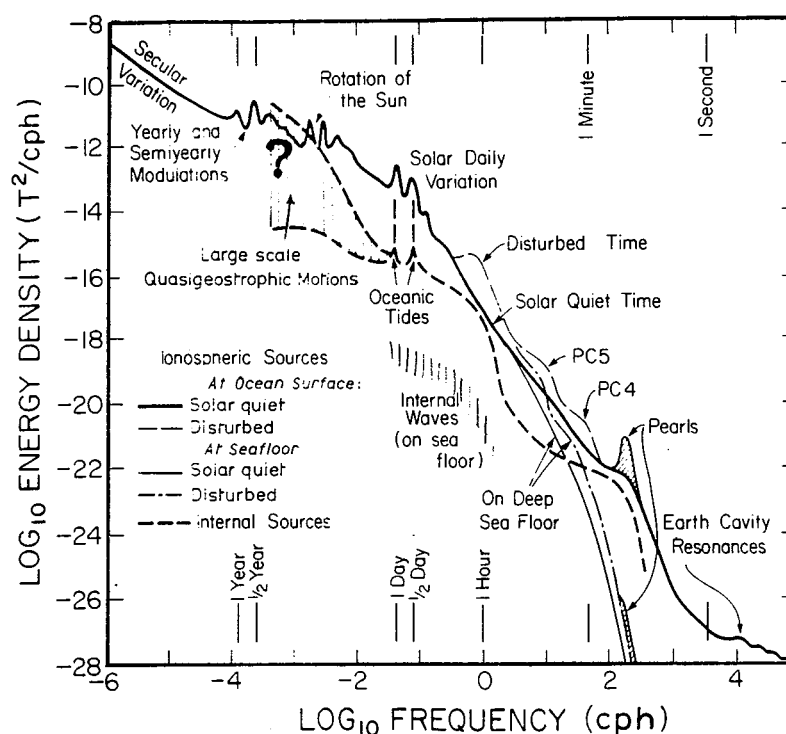 -8
-10
-12
-14
-16
-18
-20
-22
-24
-26
-28
LOG10 ENERGY DENSITY (T2/cph)
Secular
Variation
Rotation of
the Sun
1 Minute
1 Second
Yearly and
Semiyearly
Modulations
?
Solar Daily
Variation
Large scale
Quasigeostrophic Motions
Disturbed Time
Oceanic
Tides
Solar Quiet Time
PC5
PC4
Ionospheric Sources
At Ocean Surface:
Solar quiet
Disturbed
At Seafloor
Solar quiet
Disturbed
Internal Sources
Internal
Waves
(on sea
floor)
Pearls
On Deep
Sea Floor
Earth Cavity
Resonances
1 Year
1/2 Year
1 Day
1/2 Day
1 Hour
-6
-4
-2
0
2
4
LOG10 FREQUENCY (cph)